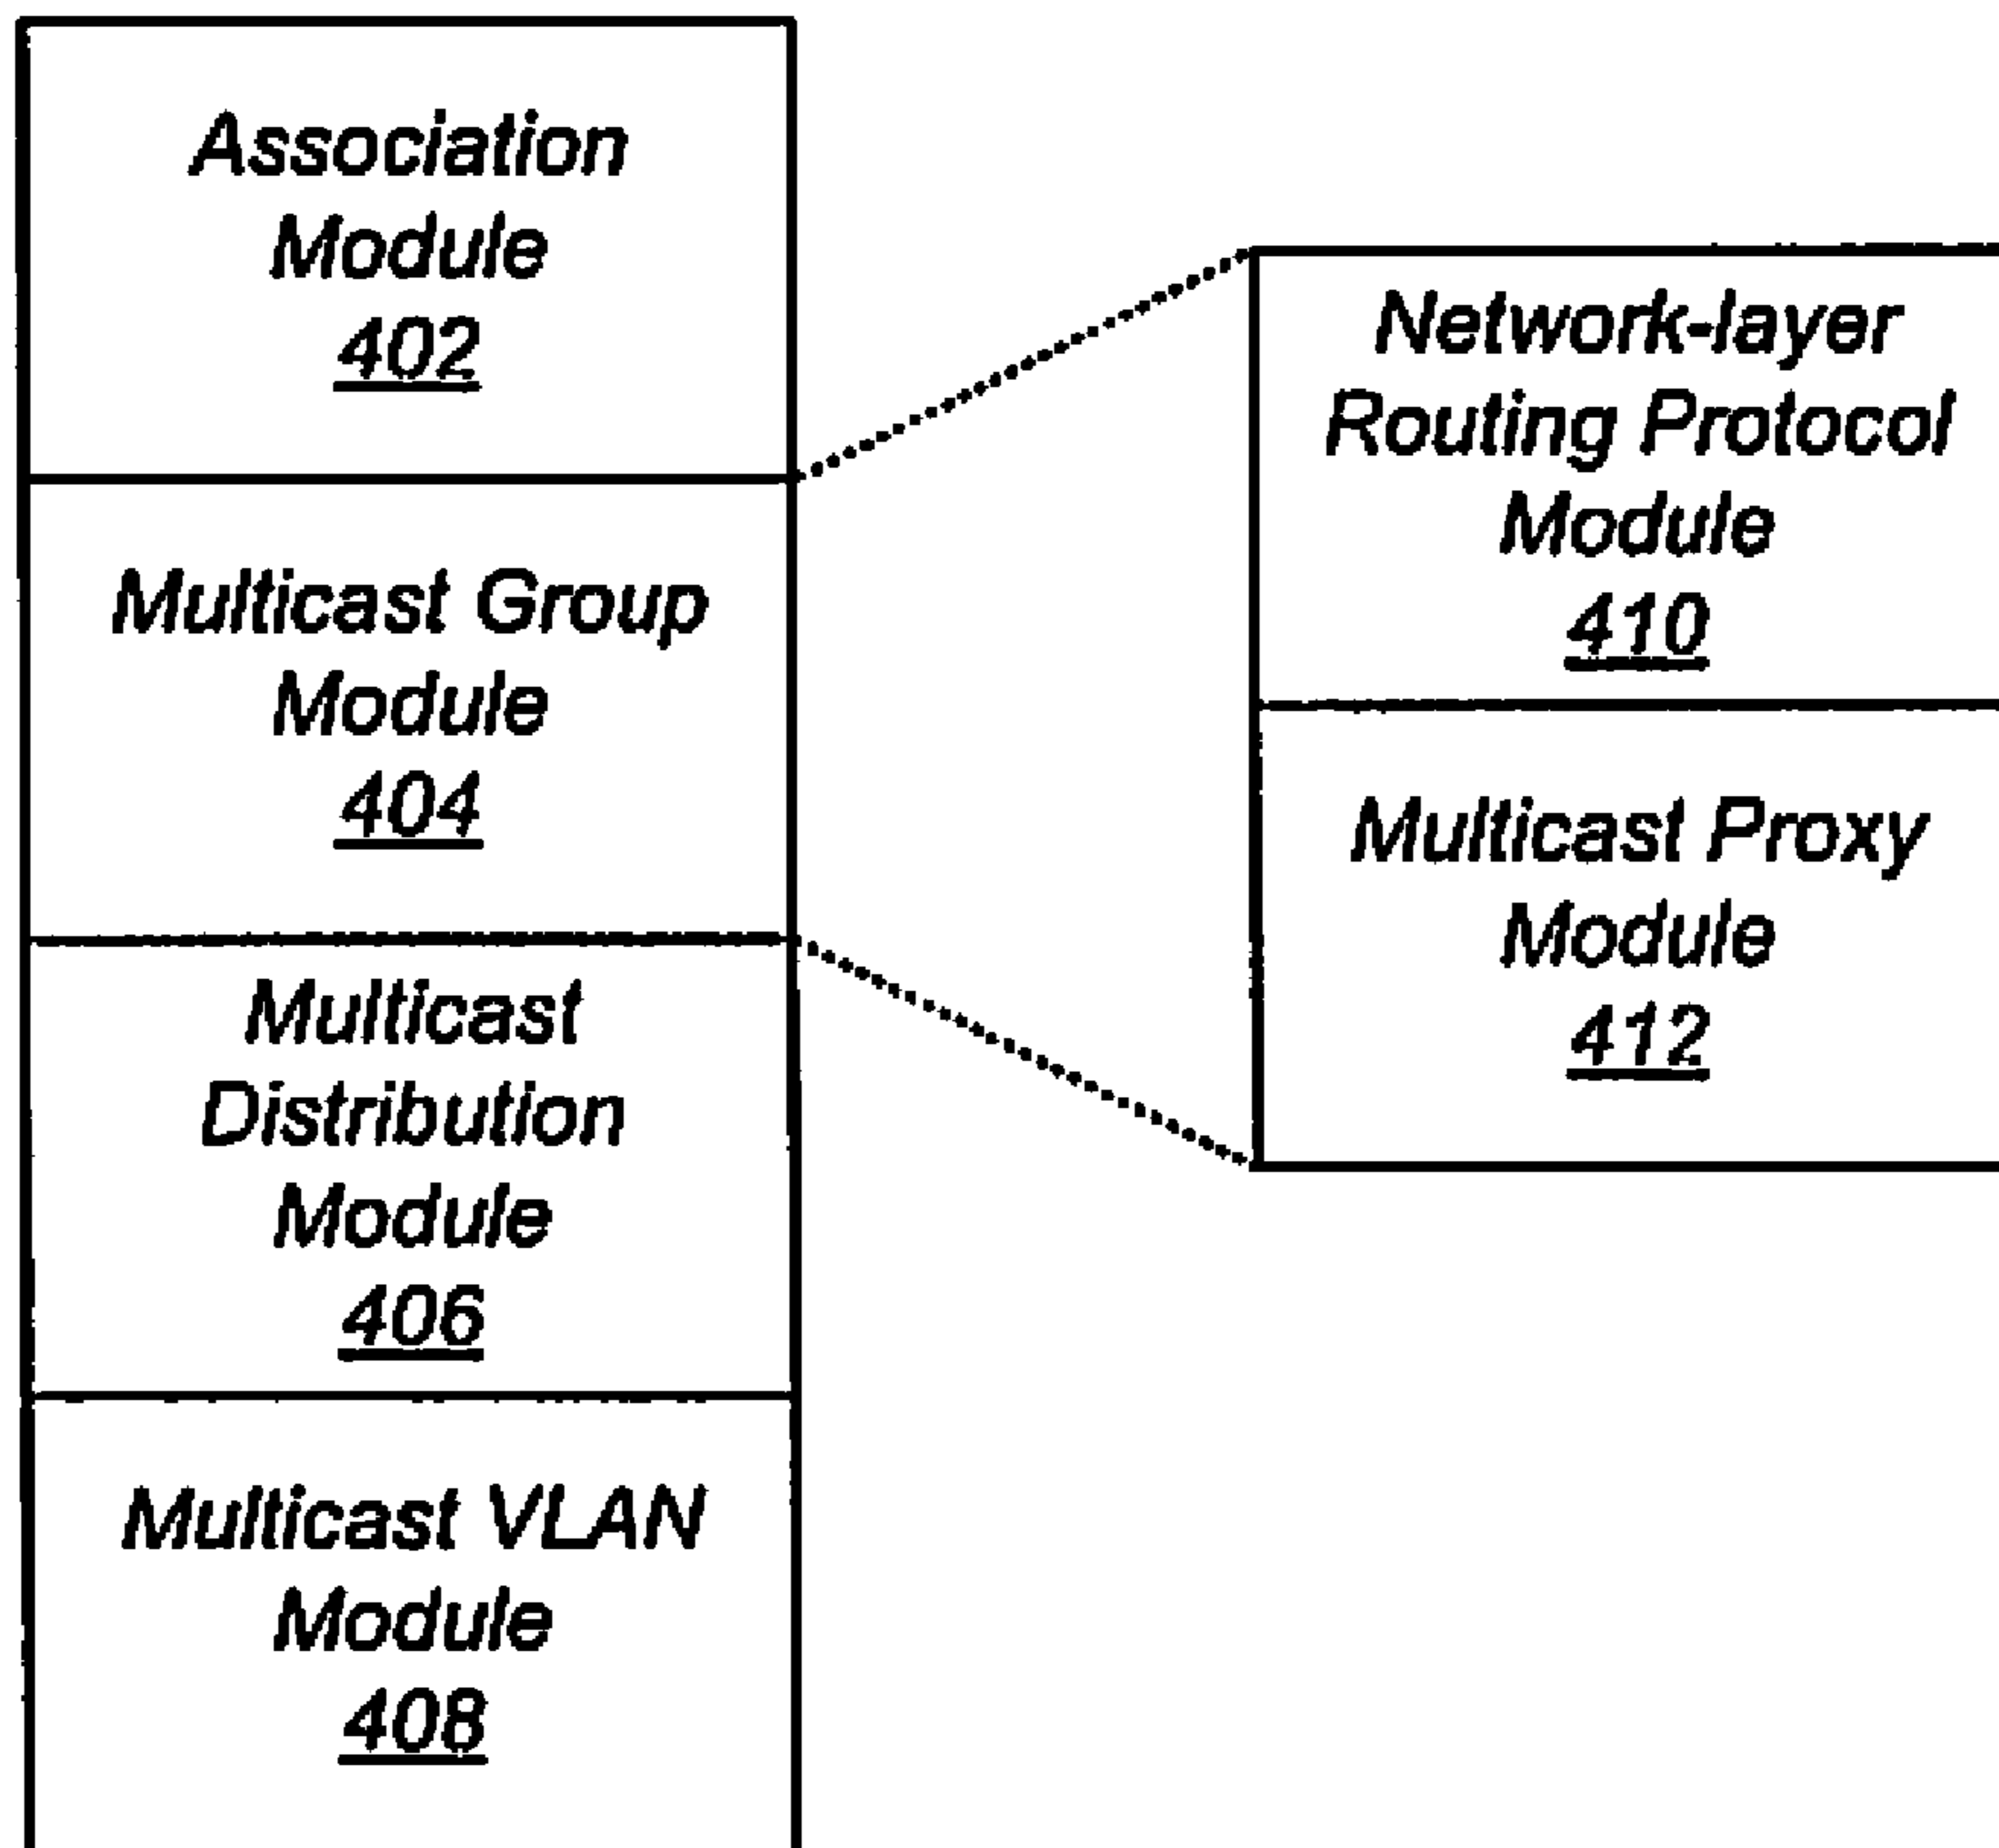 Association
Module
402
Multicast Group
Module
404
Multicast
Distribution
Module
406
Multicast VLAN
Module
408
Network-layer
Routing Protocol
Module
410
Multicast Proxy
Module
412